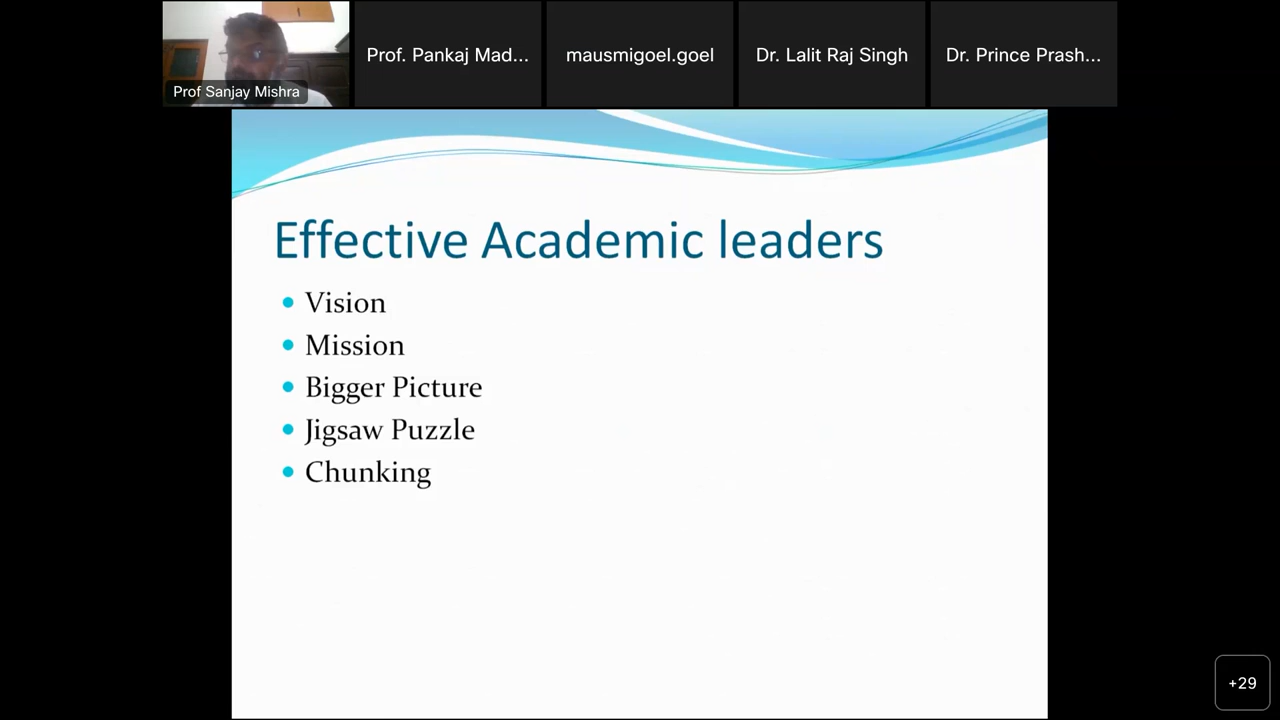 Prof Sanjay Mishra
Prof. Pankaj Mad...
mausmigoel.goel
Dr. Lalit Raj Singh
Dr. Prince Prash...
Effective Academic leaders
• Vision
• Mission
• Bigger Picture
• Jigsaw Puzzle
• Chunking
+29